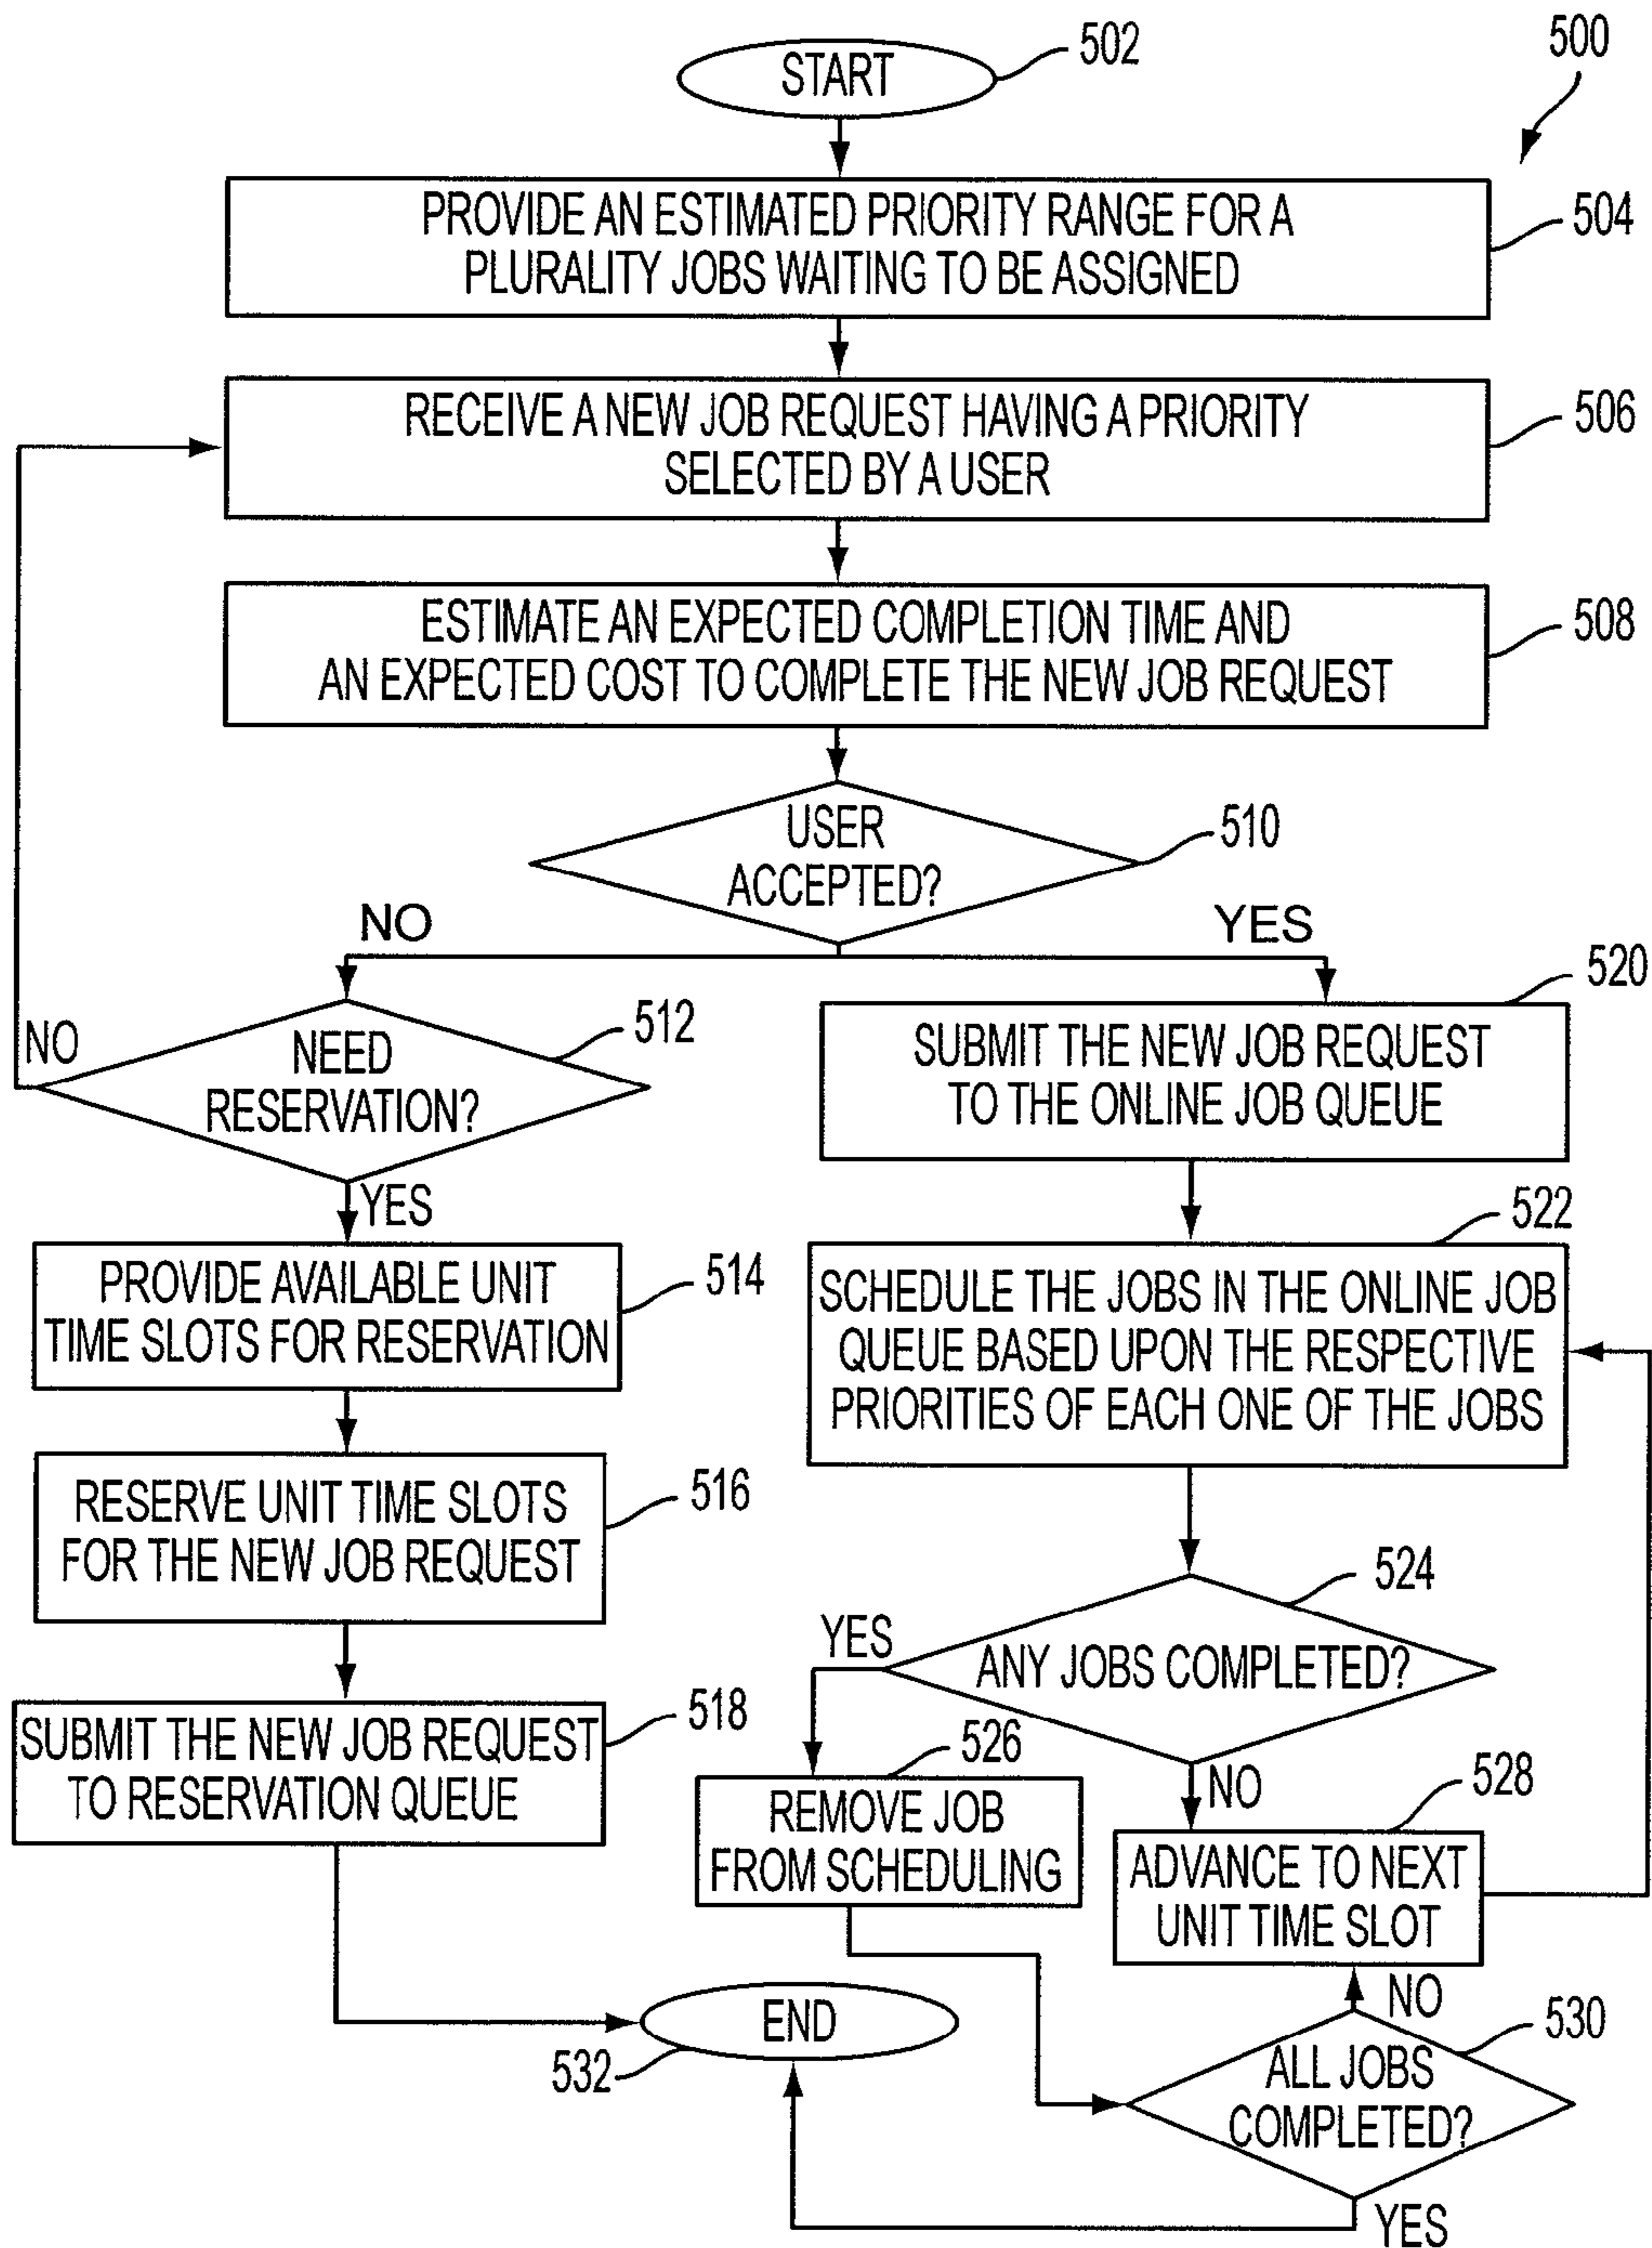 START
502
500
PROVIDE AN ESTIMATED PRIORITY RANGE FOR A
PLURALITY JOBS WAITING TO BE ASSIGNED
504
RECEIVE A NEW JOB REQUEST HAVING A PRIORITY
SELECTED BY A USER
506
ESTIMATE AN EXPECTED COMPLETION TIME AND
AN EXPECTED COST TO COMPLETE THE NEW JOB REQUEST
508
USER
ACCEPTED?
510
NO
YES
NO
NEED
RESERVATION?
512
YES
PROVIDE AVAILABLE UNIT
TIME SLOTS FOR RESERVATION
514
RESERVE UNIT TIME SLOTS
FOR THE NEW JOB REQUEST
516
SUBMIT THE NEW JOB REQUEST
TO RESERVATION QUEUE
518
520
SUBMIT THE NEW JOB REQUEST
TO THE ONLINE JOB QUEUE
522
SCHEDULE THE JOBS IN THE ONLINE JOB
QUEUE BASED UPON THE RESPECTIVE
PRIORITIES OF EACH ONE OF THE JOBS
524
YES
ANY JOBS COMPLETED?
526
REMOVE JOB
FROM SCHEDULING
NO
528
ADVANCE TO NEXT
UNIT TIME SLOT
NO
530
ALL JOBS
COMPLETED?
YES
END
532